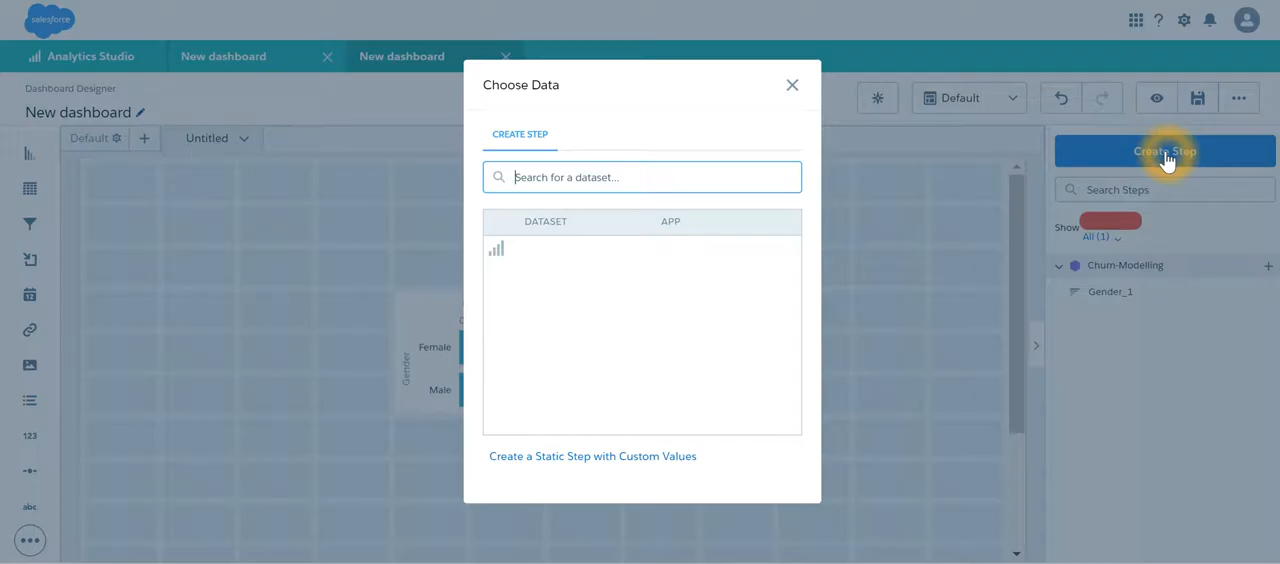 salesforce
Analytics Studio
New dashboard
New dashboard
Dashboard Designer
New dashboard
Default
Default
Untitled
Choose Data
CREATE STEP
Search for a dataset...
DATASET
APP
Create a Static Step with Custom Values
Gender
Female
Male
Create Step
Search Steps
Show
All (1)
Churn-Modelling
Gender_1
12
123
abc